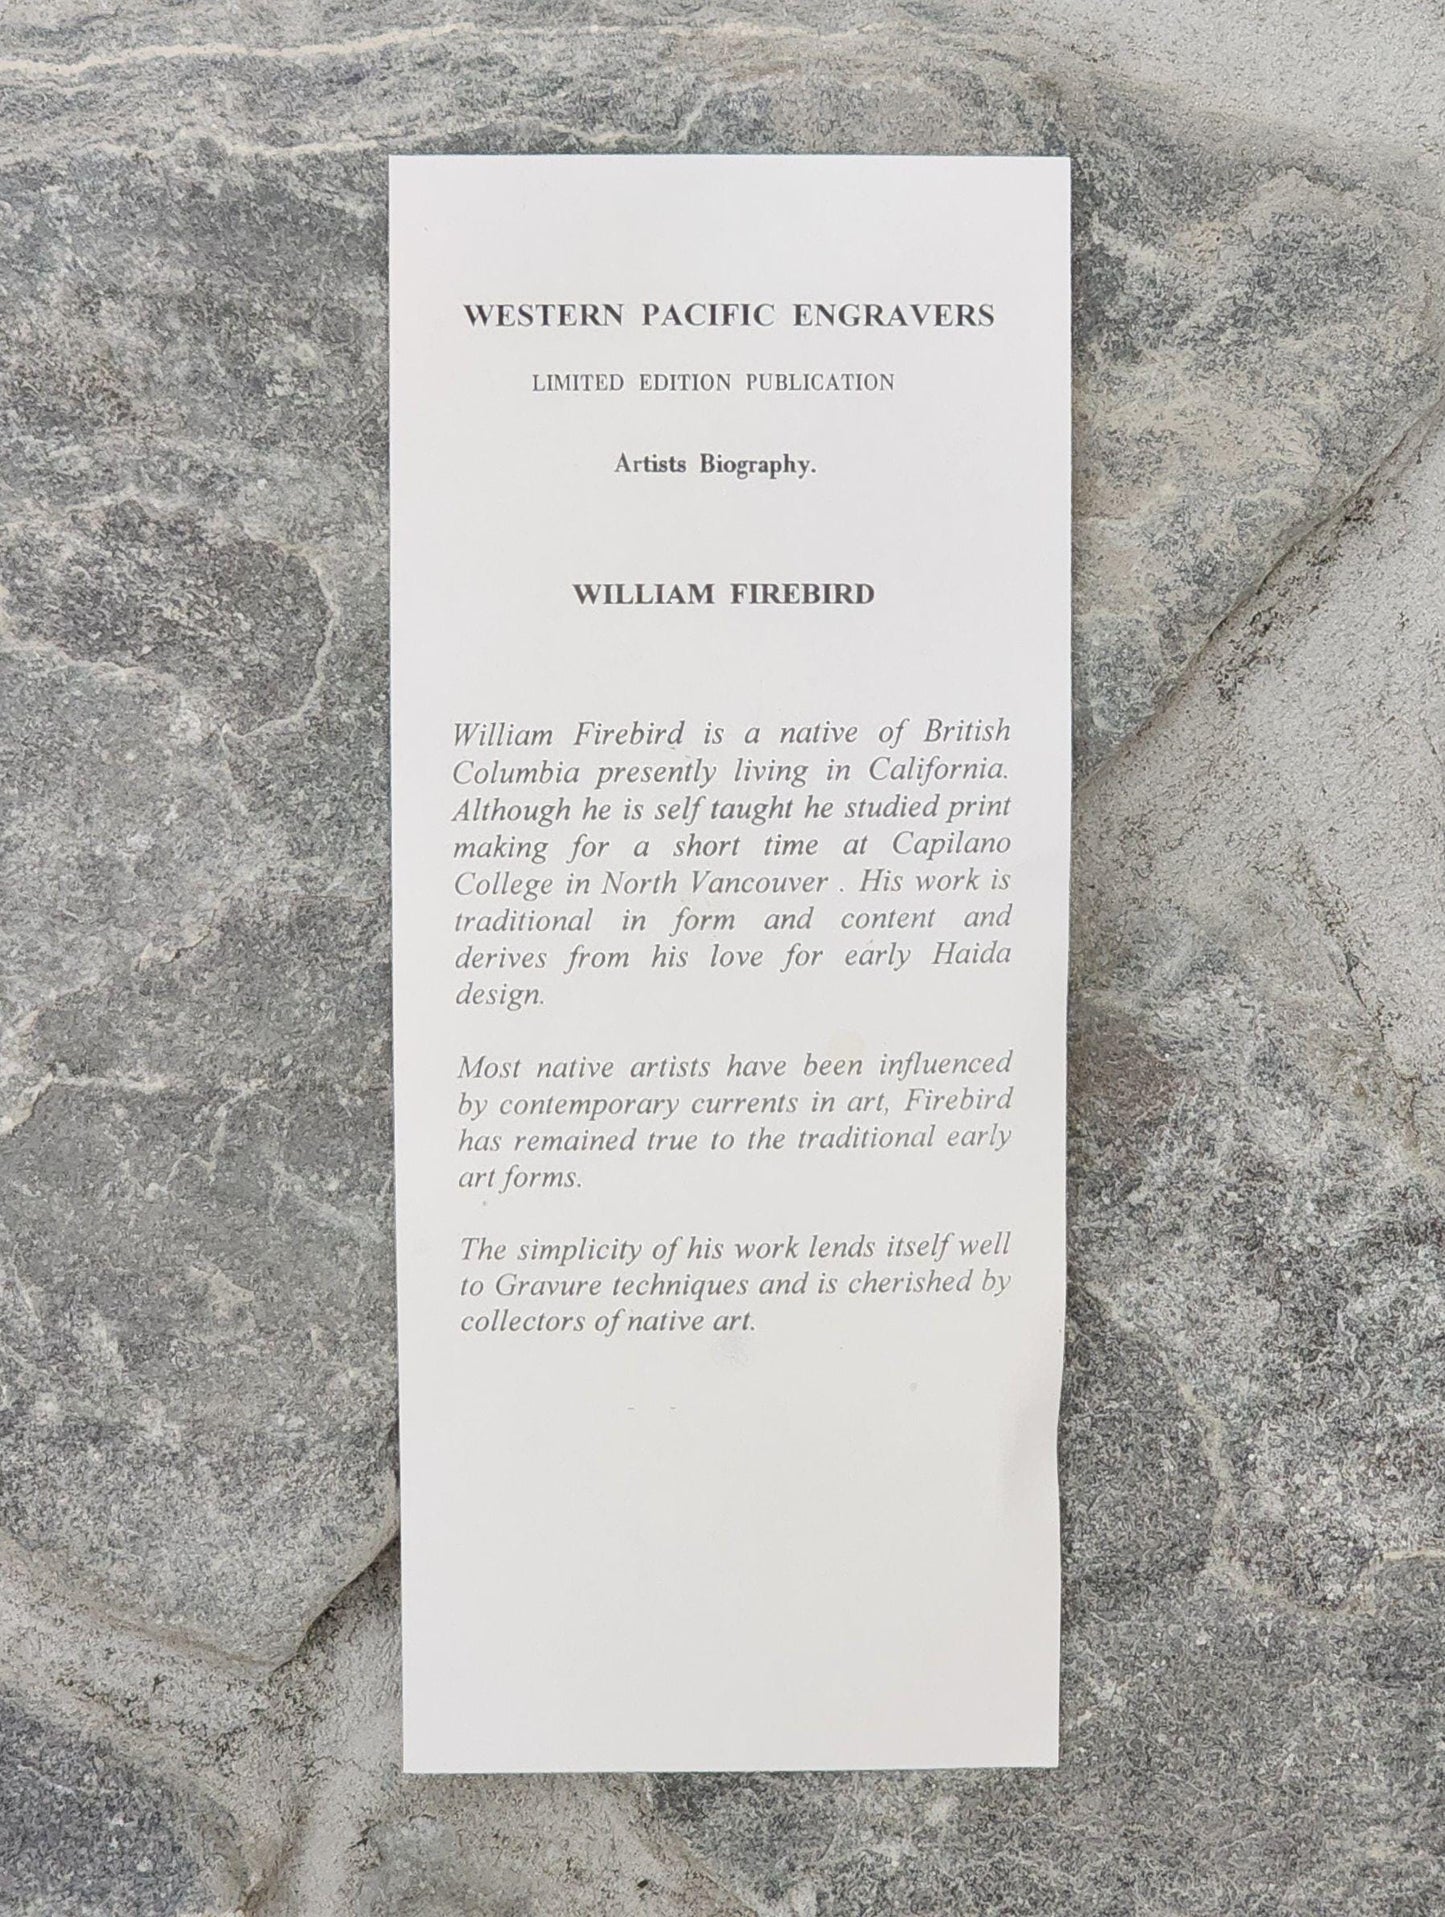 WESTERN PACIFIC ENGRAVERS
LIMITED EDITION PUBLICATION
Artists Biography.
WILLIAM FIREBIRD
William Firebird is a native of British
Columbia presently living in California.
Although he is self taught he studied print
making for a short time at Capilano
College in North Vancouver . His work is
traditional in form and content and
derives from his love for early Haida
design.
Most native artists have been influenced
by contemporary currents in art, Firebird
has remained true to the traditional early
art forms.
The simplicity of his work lends itself well
to Gravure techniques and is cherished by
collectors of native art.